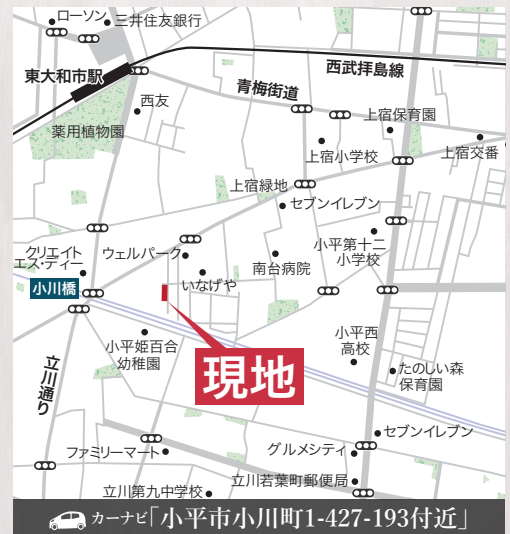 ローソン
三井住友銀行
東大和市駅
西武拝島線
青梅街道
西友
上宿保育園
薬用植物園
上宿小学校
上宿交番
上宿緑地
セブンイレブン
小平第十二
小学校
クリエイト
エス・ディー
ウェルパーク
南台病院
いなげや
小川橋
小平姫百合
幼稚園
小平西
高校
立川通り
現地
たのしい森
保育園
セブンイレブン
ファミリーマート
グルメシティ
立川若葉町郵便局
立川第九中学校
カーナビ「小平市小川町1-427-193付近」